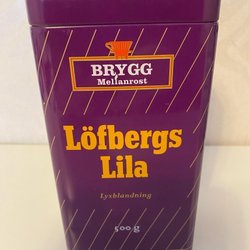 BRYGG
Mellanrost
Löfbergs
Lila
Lyxblandning
500 g